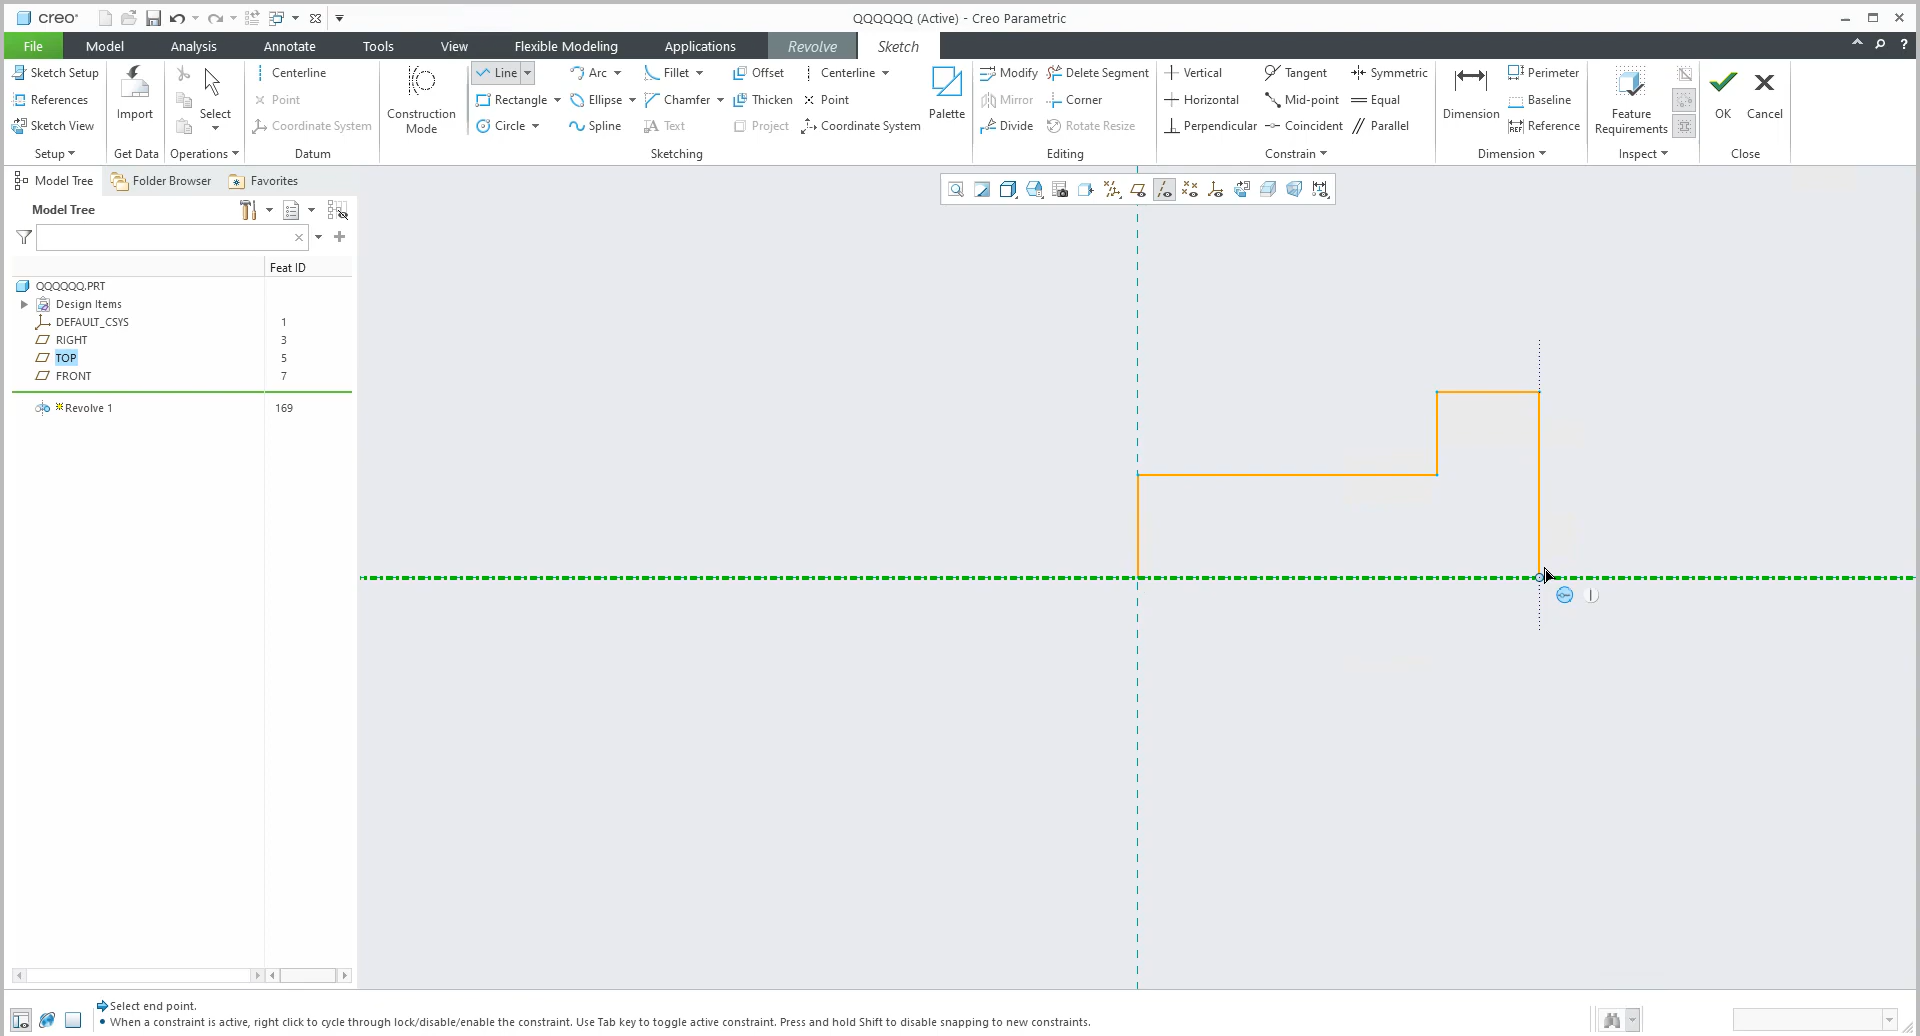 creo
QQQQQQ (Active) - Creo Parametric
File
Model
Analysis
Annotate
Tools
View
Flexible Modeling
Applications
Revolve
Sketch
Sketch Setup
References
Sketch View
Setup
Import
Get Data
Select
Operations
Centerline
Point
Coordinate System
Datum
Construction
Mode
Line
Rectangle
Circle
Arc
Ellipse
Spline
Fillet
Chamfer
Text
Offset
Thicken
Project
Centerline
Point
Coordinate System
Palette
Sketching
Modify
Mirror
Divide
Delete Segment
Corner
Rotate Resize
Editing
Vertical
Horizontal
Perpendicular
Tangent
Mid-point
Coincident
Symmetric
Equal
Parallel
Constrain
Dimension
Perimeter
Baseline
Reference
Dimension
Feature
Requirements
Inspect
OK
Cancel
Close
Model Tree
Folder Browser
Favorites
Model Tree
Feat ID
QQQQQQ.PRT
Design Items
DEFAULT_CSYS 1
RIGHT 3
TOP 5
FRONT 7
Revolve 1 169
Select end point.
• When a constraint is active, right click to cycle through lock/disable/enable the constraint. Use Tab key to toggle active constraint. Press and hold Shift to disable snapping to new constraints.